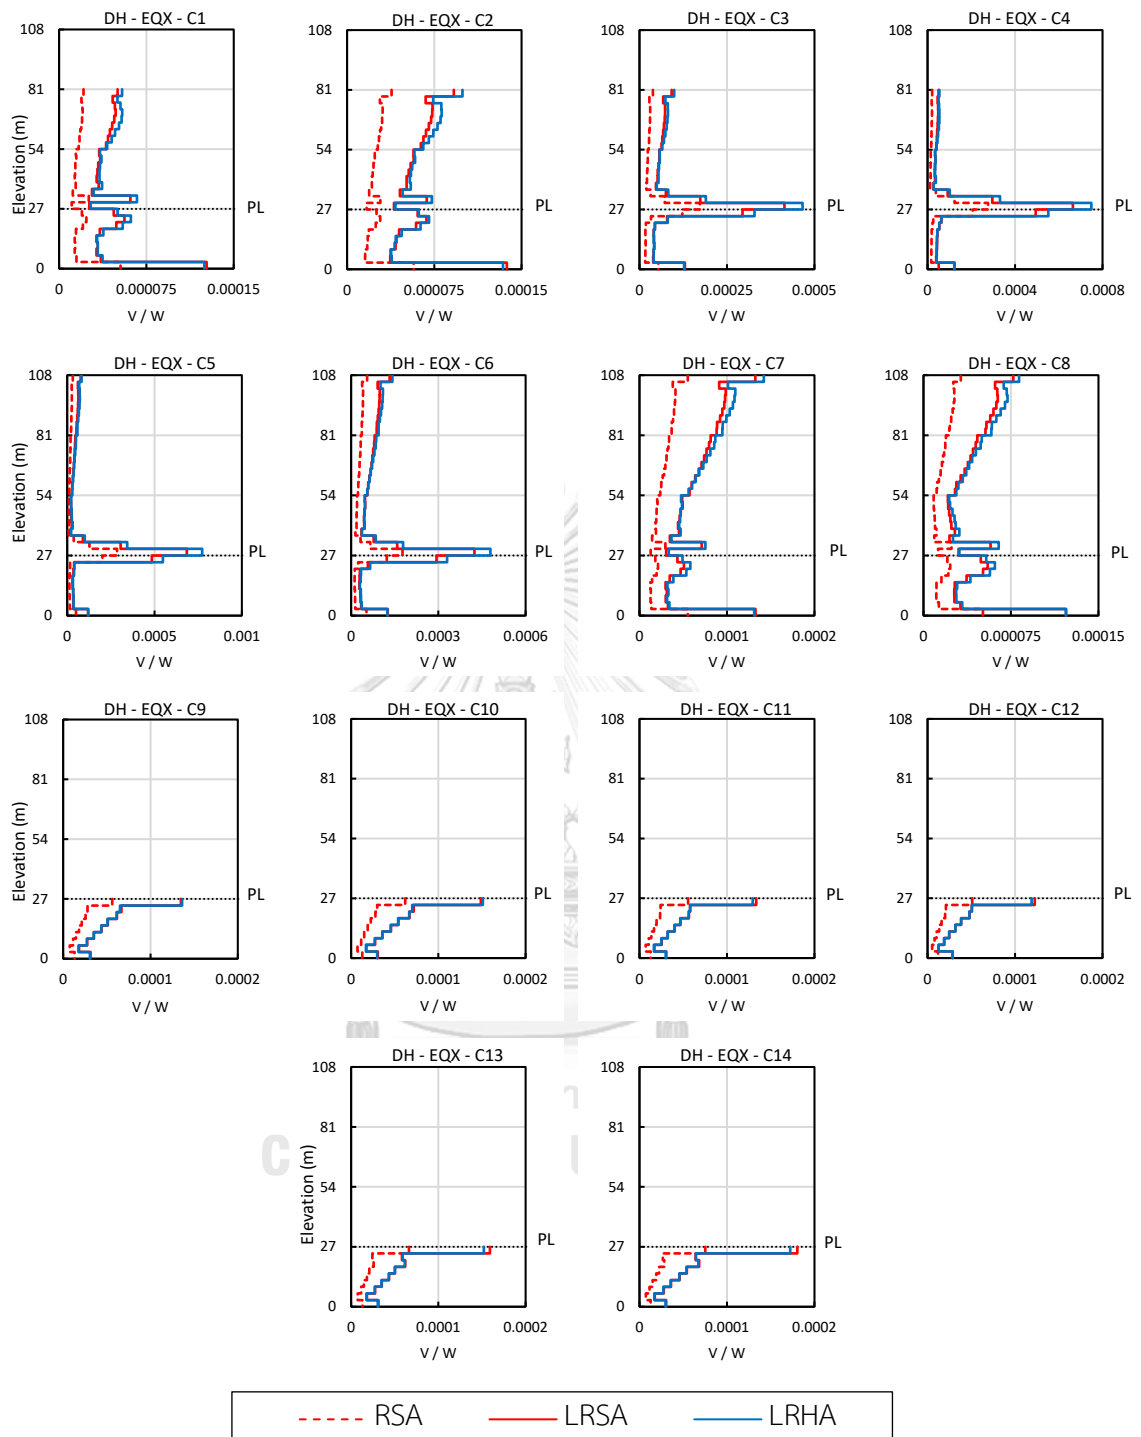 DH - EQX - C1
DH - EQX - C2
DH - EQX - C3
DH - EQX - C4
Elevation (m)
108
81
54
27
0
PL
0
0.000075
0.00015
V / W
108
81
54
27
0
PL
0
0.000075
0.00015
V / W
108
81
54
27
0
PL
0
0.00025
0.0005
V / W
108
81
54
27
0
PL
0
0.0004
0.0008
V / W
DH - EQX - C5
DH - EQX - C6
DH - EQX - C7
DH - EQX - C8
Elevation (m)
108
81
54
27
0
PL
0
0.0005
0.001
V / W
108
81
54
27
0
PL
0
0.0003
0.0006
V / W
108
81
54
27
0
PL
0
0.0001
0.0002
V / W
108
81
54
27
0
PL
0
0.000075
0.00015
V / W
DH - EQX - C9
DH - EQX - C10
DH - EQX - C11
DH - EQX - C12
Elevation (m)
108
81
54
27
0
PL
0
0.0001
0.0002
V / W
108
81
54
27
0
PL
0
0.0001
0.0002
V / W
108
81
54
27
0
PL
0
0.0001
0.0002
V / W
108
81
54
27
0
PL
0
0.0001
0.0002
V / W
DH - EQX - C13
DH - EQX - C14
Elevation (m)
108
81
54
27
0
PL
0
0.0001
0.0002
V / W
108
81
54
27
0
PL
0
0.0001
0.0002
V / W
RSA
LRSA
LRHA